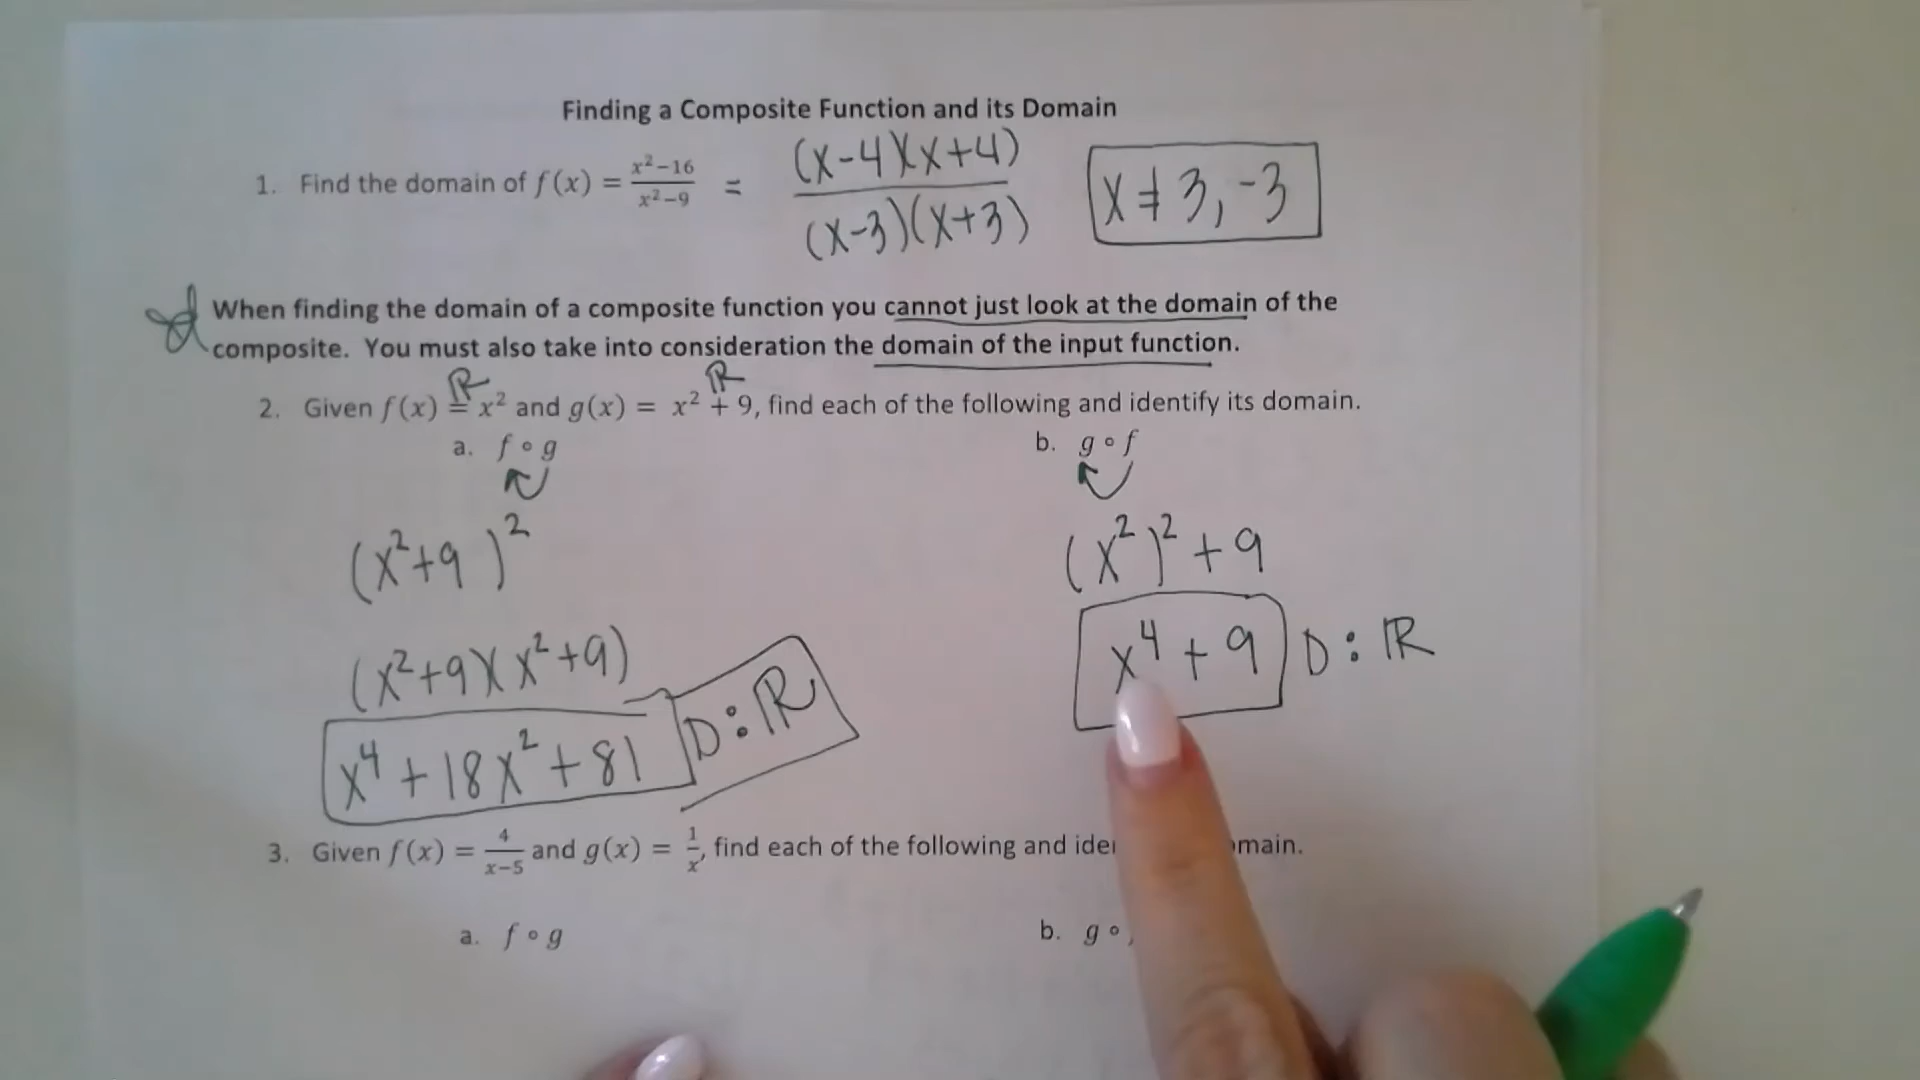 Finding a Composite Function and its Domain
1. Find the domain of f(x) = x²−16 / x²−9 = (x-4)(x+4) / (x-3)(x+3) x ≠ 3, -3
When finding the domain of a composite function you cannot just look at the domain of the
composite. You must also take into consideration the domain of the input function.
ℝ ℝ
2. Given f(x) = x² and g(x) = x² + 9, find each of the following and identify its domain.
a. f ∘ g b. g ∘ f
(x²+9)² (x²)² + 9
(x²+9)(x²+9) x⁴ + 9 D: ℝ
x⁴ + 18x² + 81 D: ℝ
3. Given f(x) = 4 / x−5 and g(x) = 1/x, find each of the following and
a. f ∘ g b. g ∘